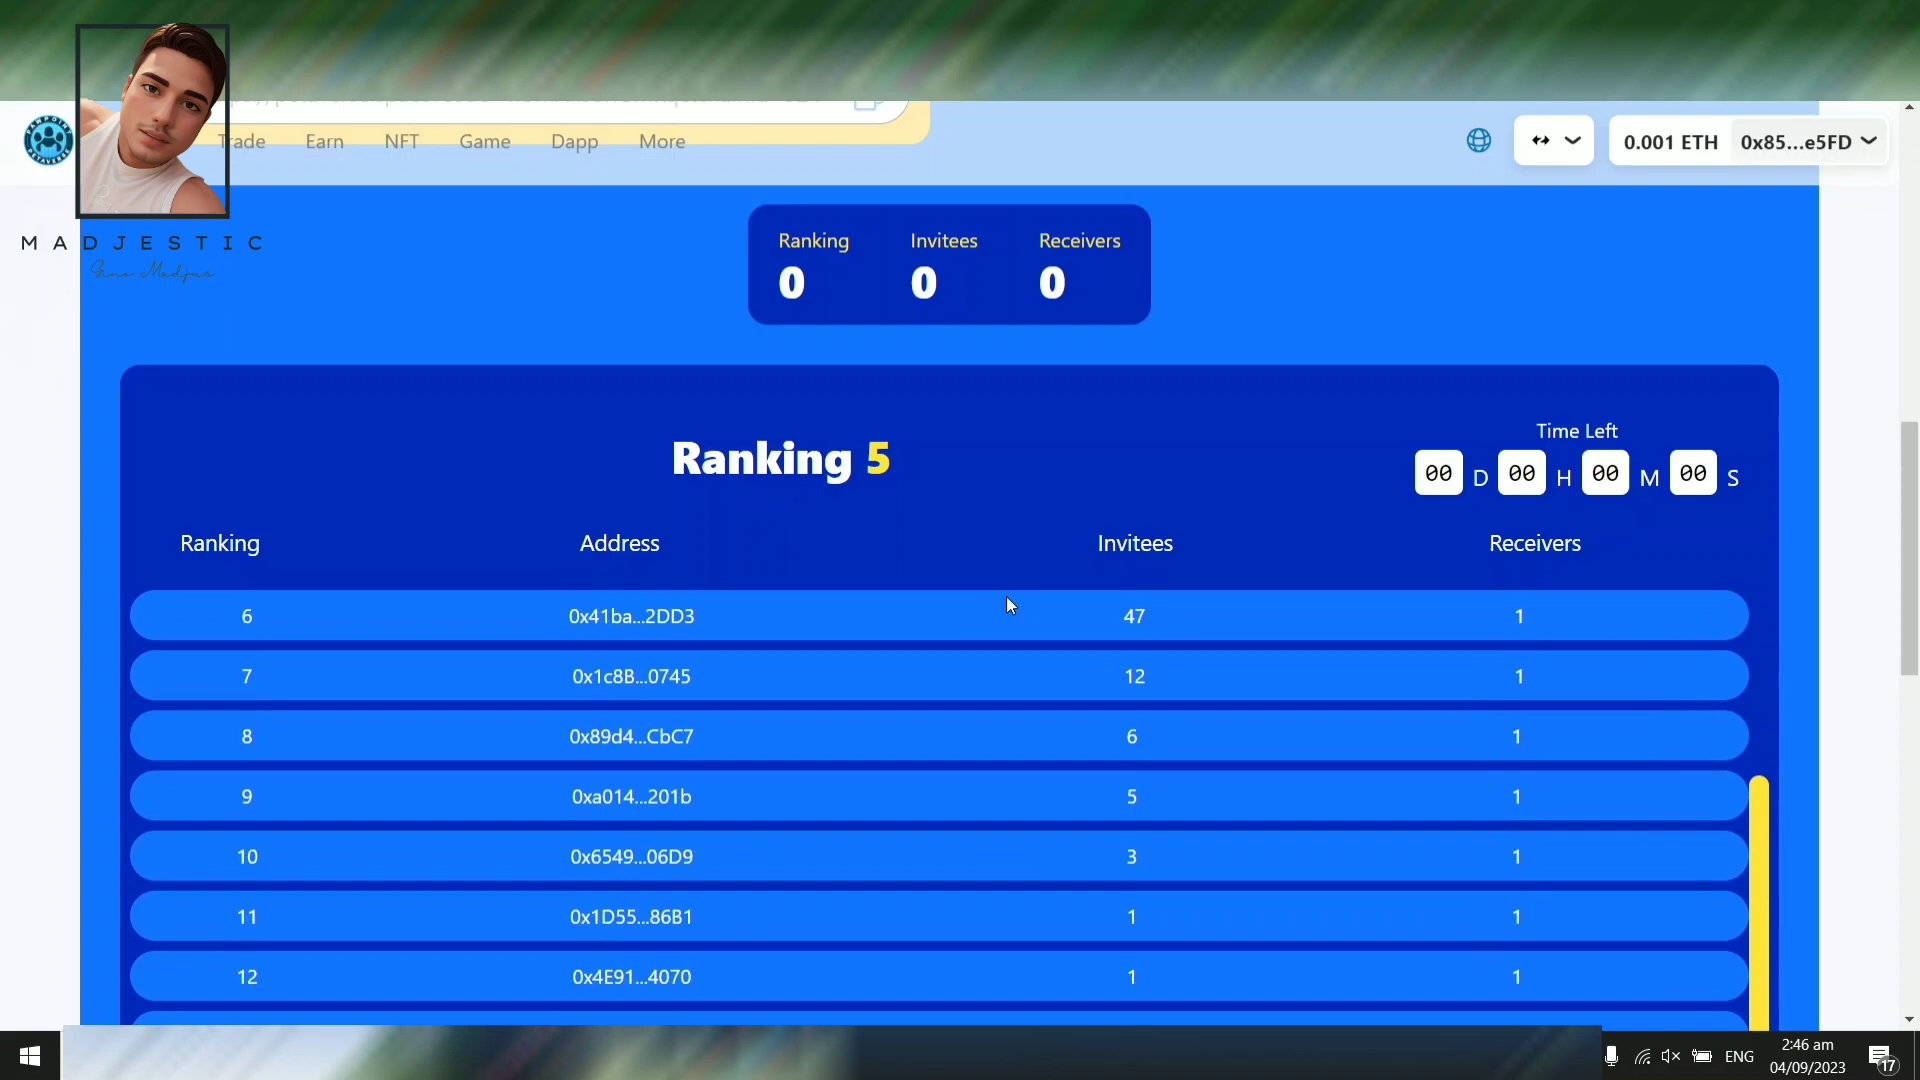 Trade Earn NFT Game Dapp More
0.001 ETH 0x85...e5FD
MADJESTIC
Ranking Invitees Receivers
0 0 0
Time Left
Ranking 5
00 D 00 H 00 M 00 S
Ranking Address Invitees Receivers
6 0x41ba...2DD3 47 1
7 0x1c8B...0745 12 1
8 0x89d4...CbC7 6 1
9 0xa014...201b 5 1
10 0x6549...06D9 3 1
11 0x1D55...86B1 1 1
12 0x4E91...4070 1 1
ENG
2:46 am
04/09/2023
17